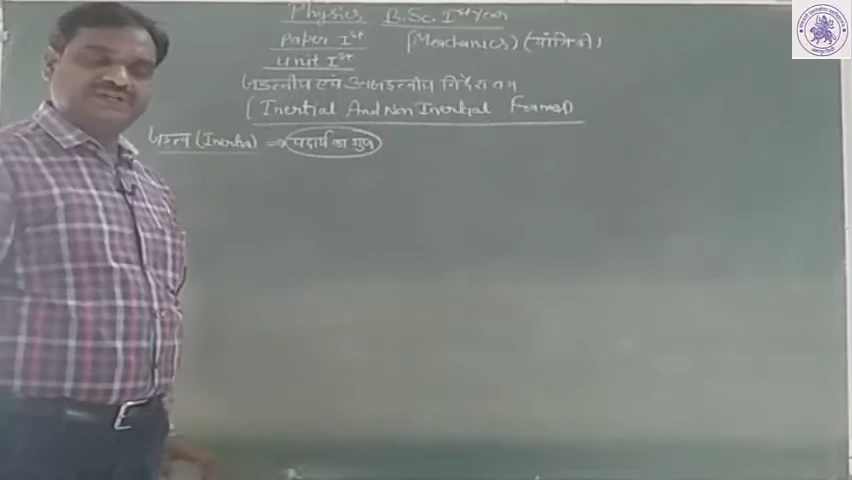 Physics B.Sc. Ist Year
Paper Ist (Mechanics) (यांत्रिकी)
Unit Ist
जड़त्वीय एवं अजड़त्वीय निर्देश तंत्र
(Inertial And Non Inertial Frames)
जड़त्व (Inertia) ⇒ पदार्थ का गुण